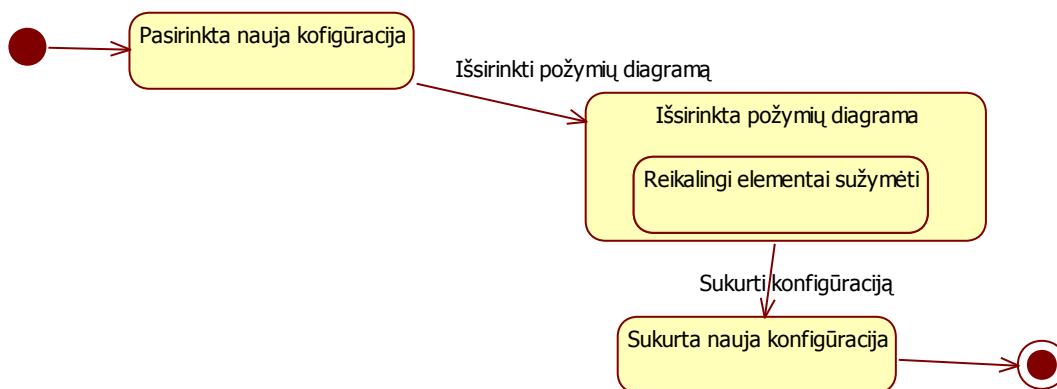 Pasirinkta nauja kofigūracija
Išsirinkti požymių diagramą
Išsirinkta požymių diagrama
Reikalingi elementai sužymėti
Sukurti konfigūraciją
Sukurta nauja konfigūracija